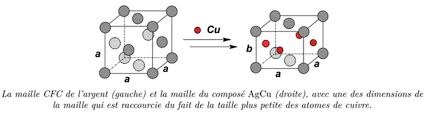 Cu
a
a
a
b
a
a
La maille CFC de l'argent (gauche) et la maille du composé AgCu (droite), avec une des dimensions de
la maille qui est raccourcie du fait de la taille plus petite des atomes de cuivre.